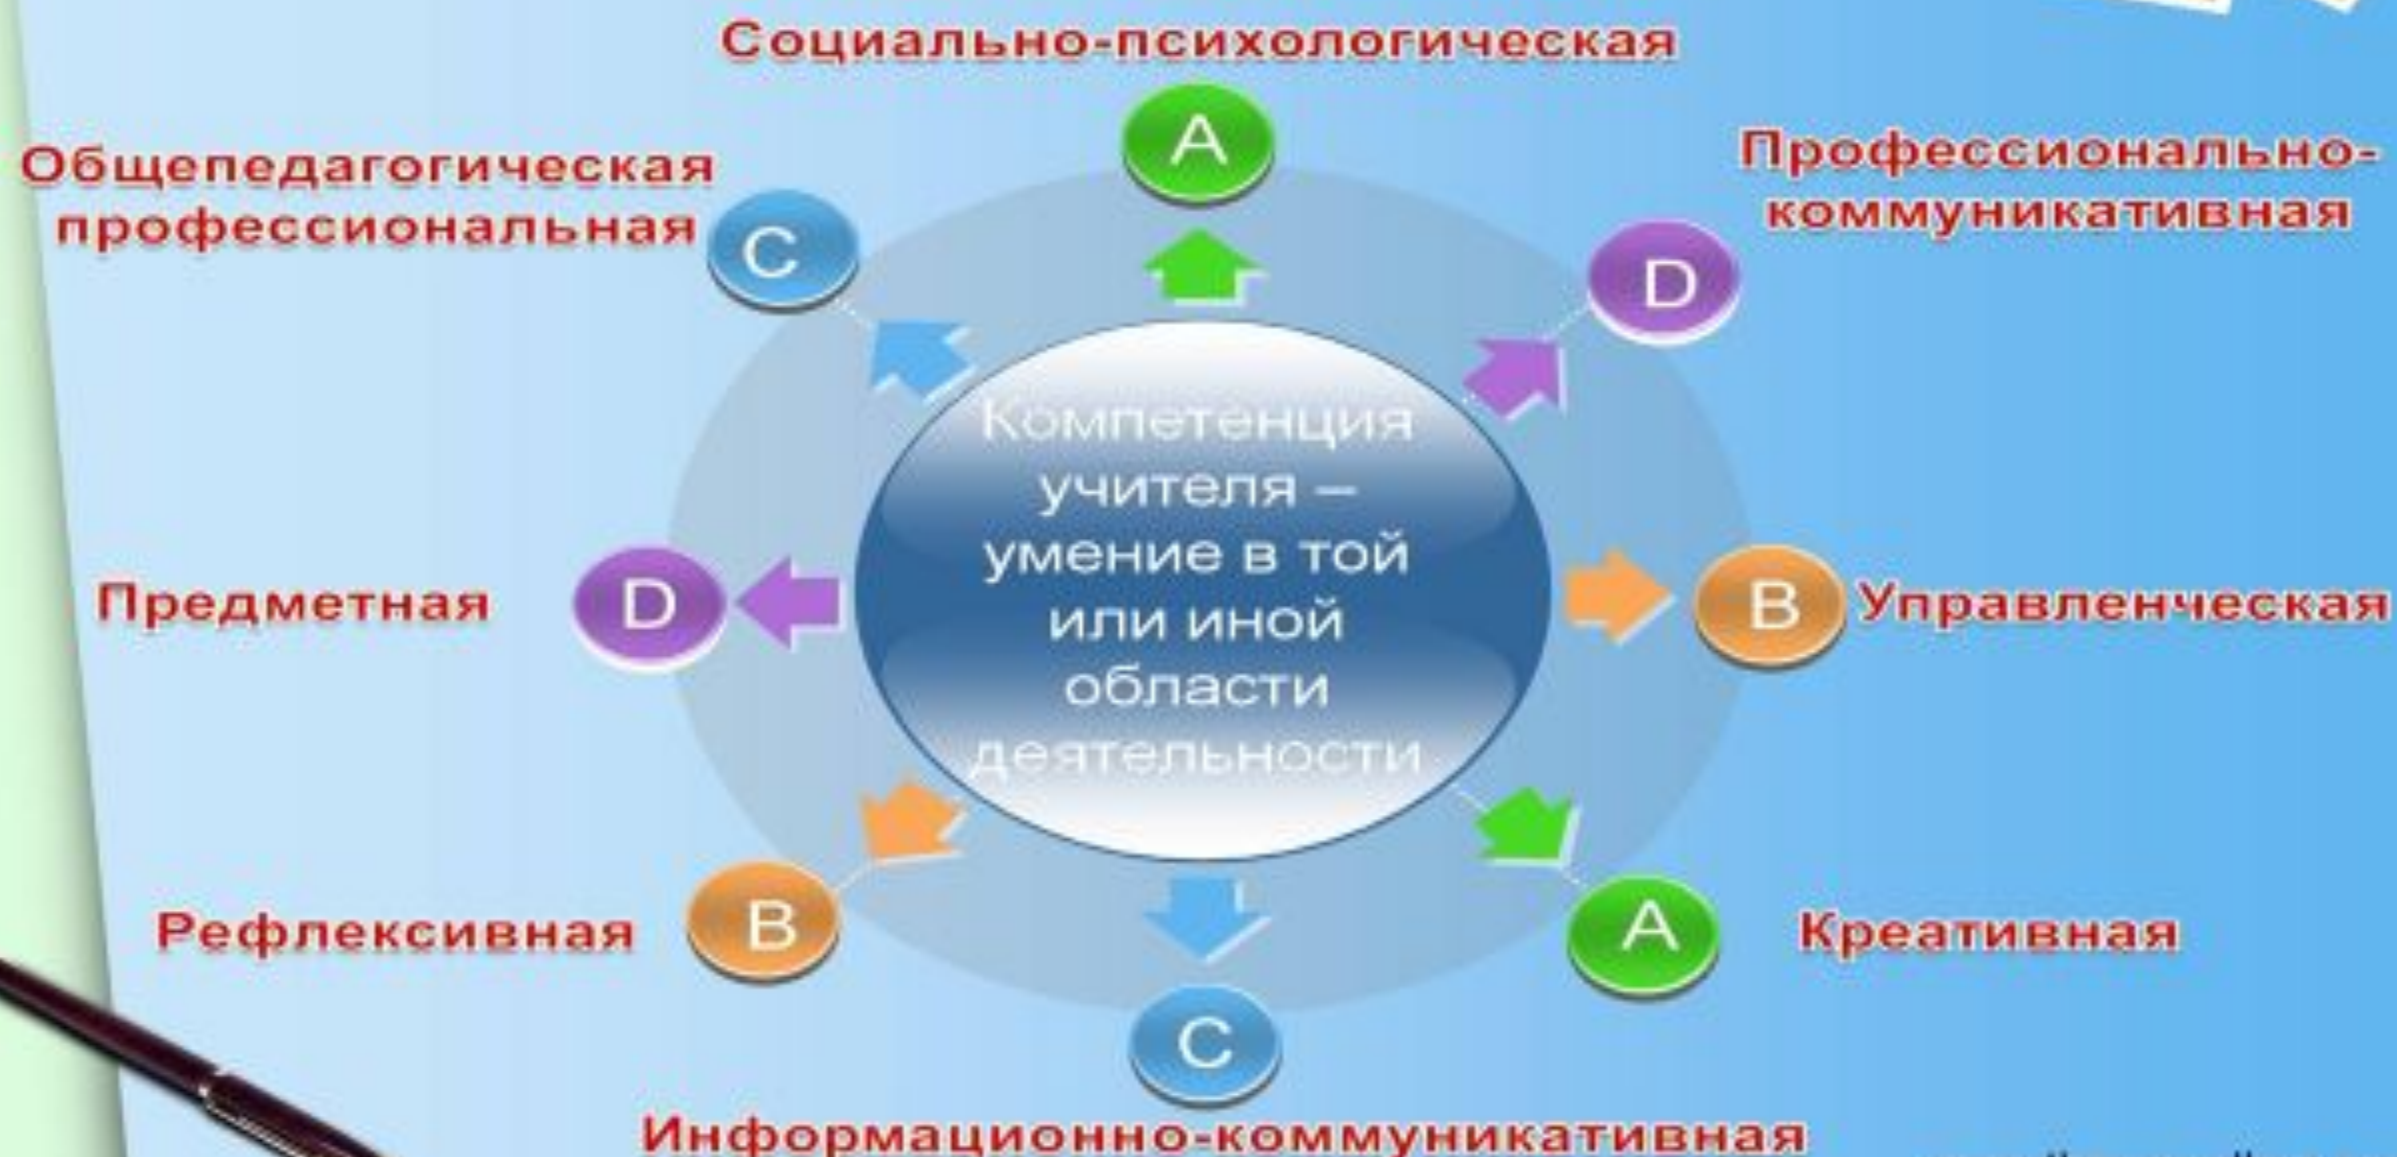 Социально-психологическая
A
Профессионально-
коммуникативная
D
Общепедагогическая
профессиональная
C
Компетенция
учителя –
умение в той
или иной
области
деятельности
Предметная
D
B
Управленческая
Рефлексивная
B
A
Креативная
C
Информационно-коммуникативная